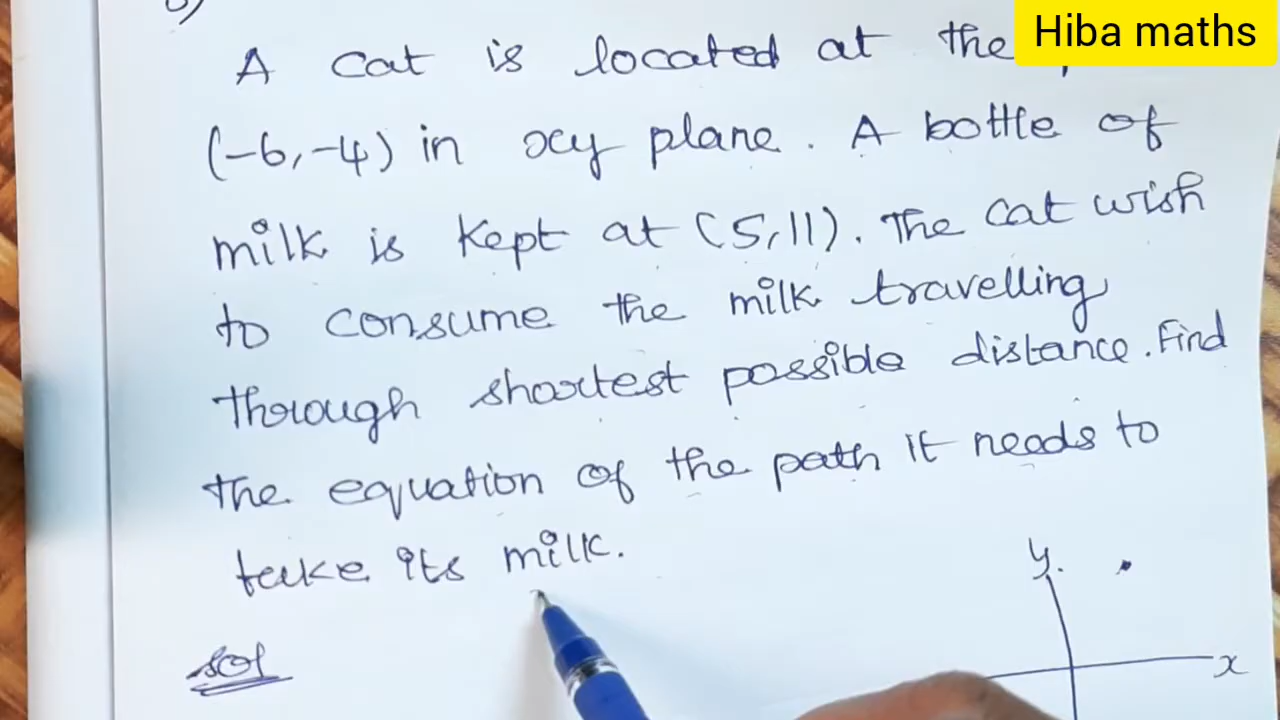 Hiba maths
A cat is located at the
(-6,-4) in xy plane. A bottle of
milk is kept at (5,11). The cat wish
to consume the milk travelling
through shortest possible distance. Find
the equation of the path it needs to
take its milk.
y
sol
x